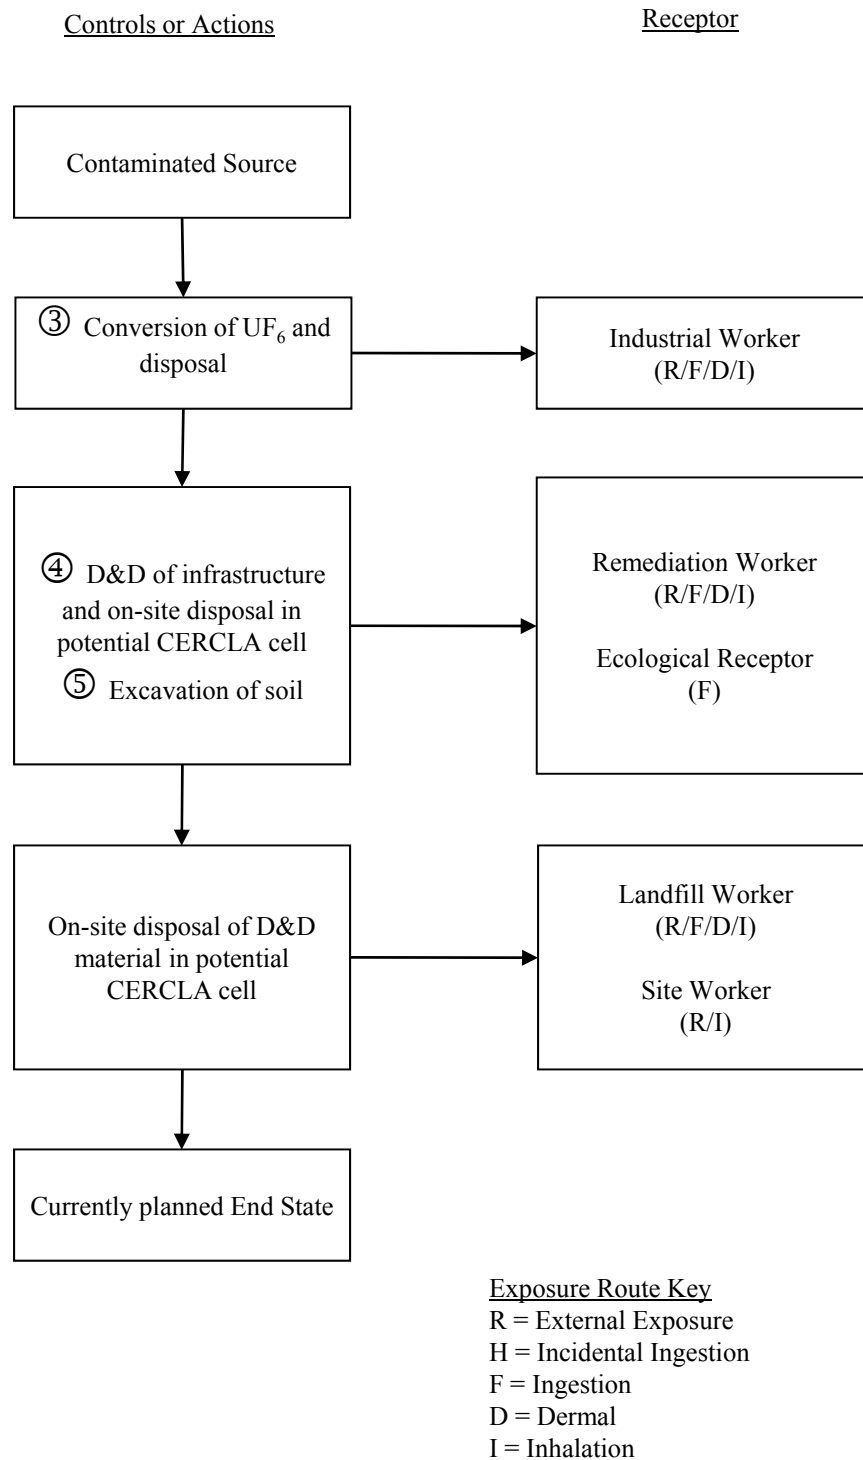 Controls or Actions
Receptor
Contaminated Source
③ Conversion of UF₆ and
disposal
Industrial Worker
(R/F/D/I)
④ D&D of infrastructure
and on-site disposal in
potential CERCLA cell
⑤ Excavation of soil
Remediation Worker
(R/F/D/I)
Ecological Receptor
(F)
On-site disposal of D&D
material in potential
CERCLA cell
Landfill Worker
(R/F/D/I)
Site Worker
(R/I)
Currently planned End State
Exposure Route Key
R = External Exposure
H = Incidental Ingestion
F = Ingestion
D = Dermal
I = Inhalation